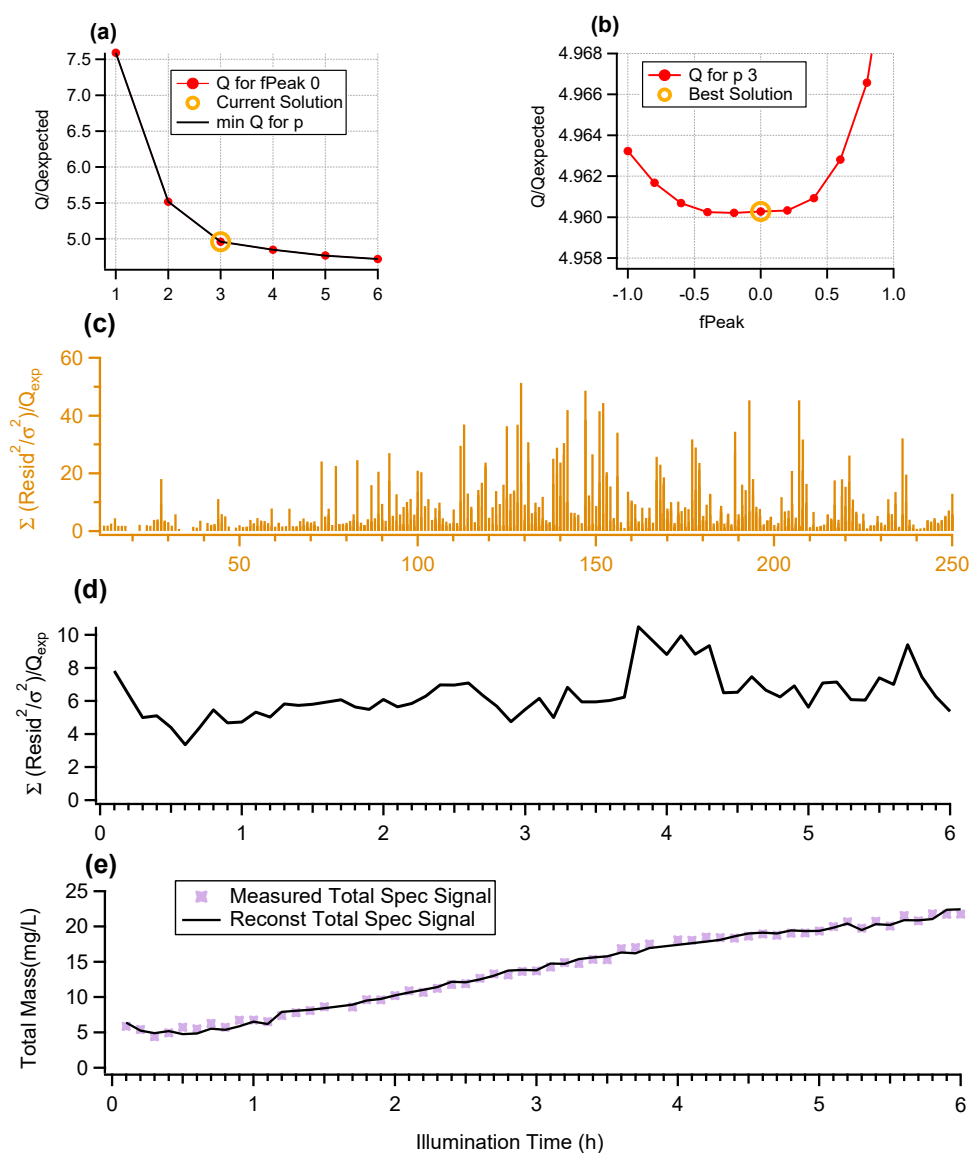 (a)
Q/Qexpected
7.5
7.0
6.5
6.0
5.5
5.0
Q for fPeak 0
Current Solution
min Q for p
1 2 3 4 5 6
(b)
Q/Qexpected
4.968
4.966
4.964
4.962
4.960
4.958
Q for p 3
Best Solution
-1.0 -0.5 0.0 0.5 1.0
fPeak
(c)
Σ (Resid²/σ²)/Qexp
60
40
20
0
50 100 150 200 250
(d)
Σ (Resid²/σ²)/Qexp
10
8
6
4
2
0
0 1 2 3 4 5 6
(e)
Total Mass(mg/L)
25
20
15
10
5
0
Measured Total Spec Signal
Reconst Total Spec Signal
0 1 2 3 4 5 6
Illumination Time (h)